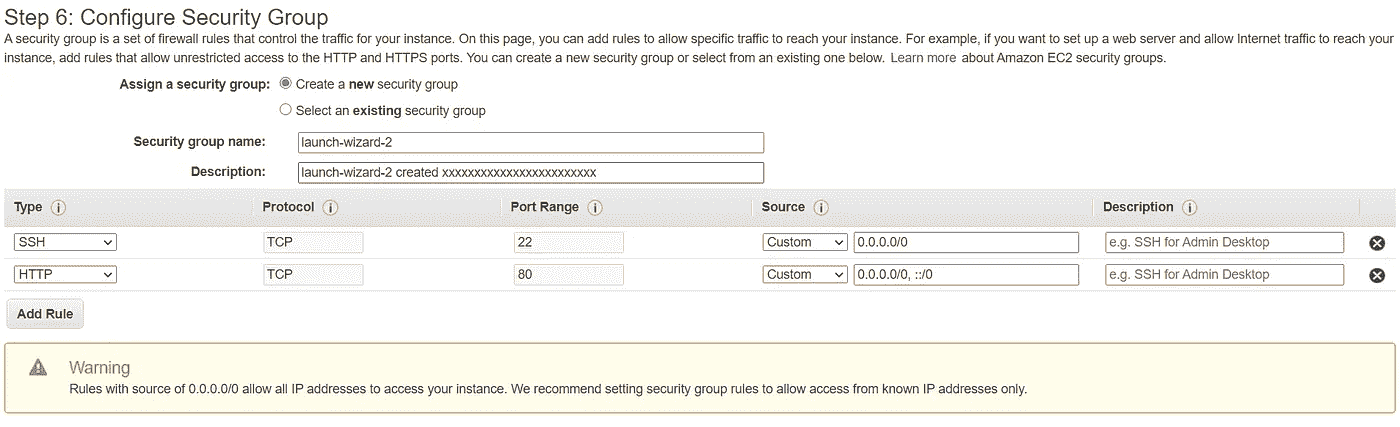 Step 6: Configure Security Group
A security group is a set of firewall rules that control the traffic for your instance. On this page, you can add rules to allow specific traffic to reach your instance. For example, if you want to set up a web server and allow Internet traffic to reach your
instance, add rules that allow unrestricted access to the HTTP and HTTPS ports. You can create a new security group or select from an existing one below. Learn more about Amazon EC2 security groups.
Assign a security group: Create a new security group
Select an existing security group
Security group name: launch-wizard-2
Description: launch-wizard-2 created xxxxxxxxxxxxxxxxxxxxxxxx
Type i Protocol i Port Range i Source i Description i
SSH TCP 22 Custom 0.0.0.0/0 e.g. SSH for Admin Desktop
HTTP TCP 80 Custom 0.0.0.0/0, ::/0 e.g. SSH for Admin Desktop
Add Rule
Warning
Rules with source of 0.0.0.0/0 allow all IP addresses to access your instance. We recommend setting security group rules to allow access from known IP addresses only.